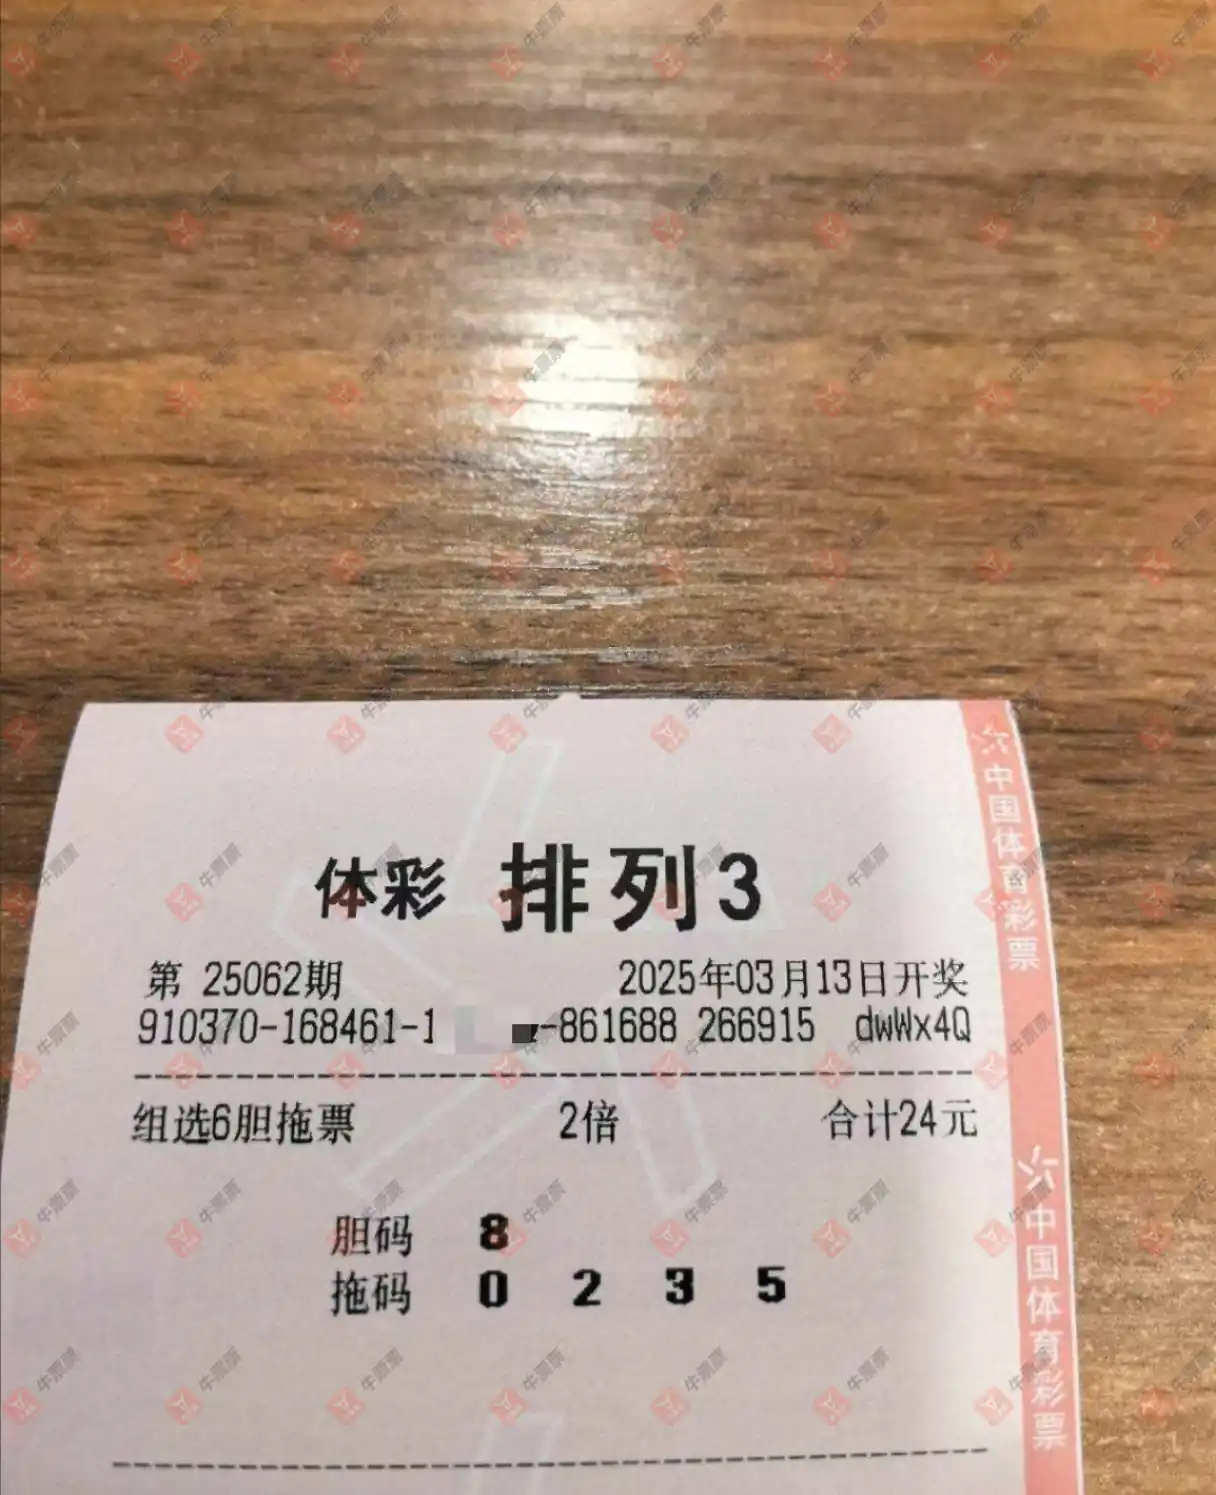 体彩 排列3
第 25062期 2025年03月13日开奖
910370-168461-1 -861688 266915 dwWx4Q
组选6胆拖票 2倍 合计24元
胆码 8
拖码 0 2 3 5
中国体育彩票
中国体育彩票
牛票票